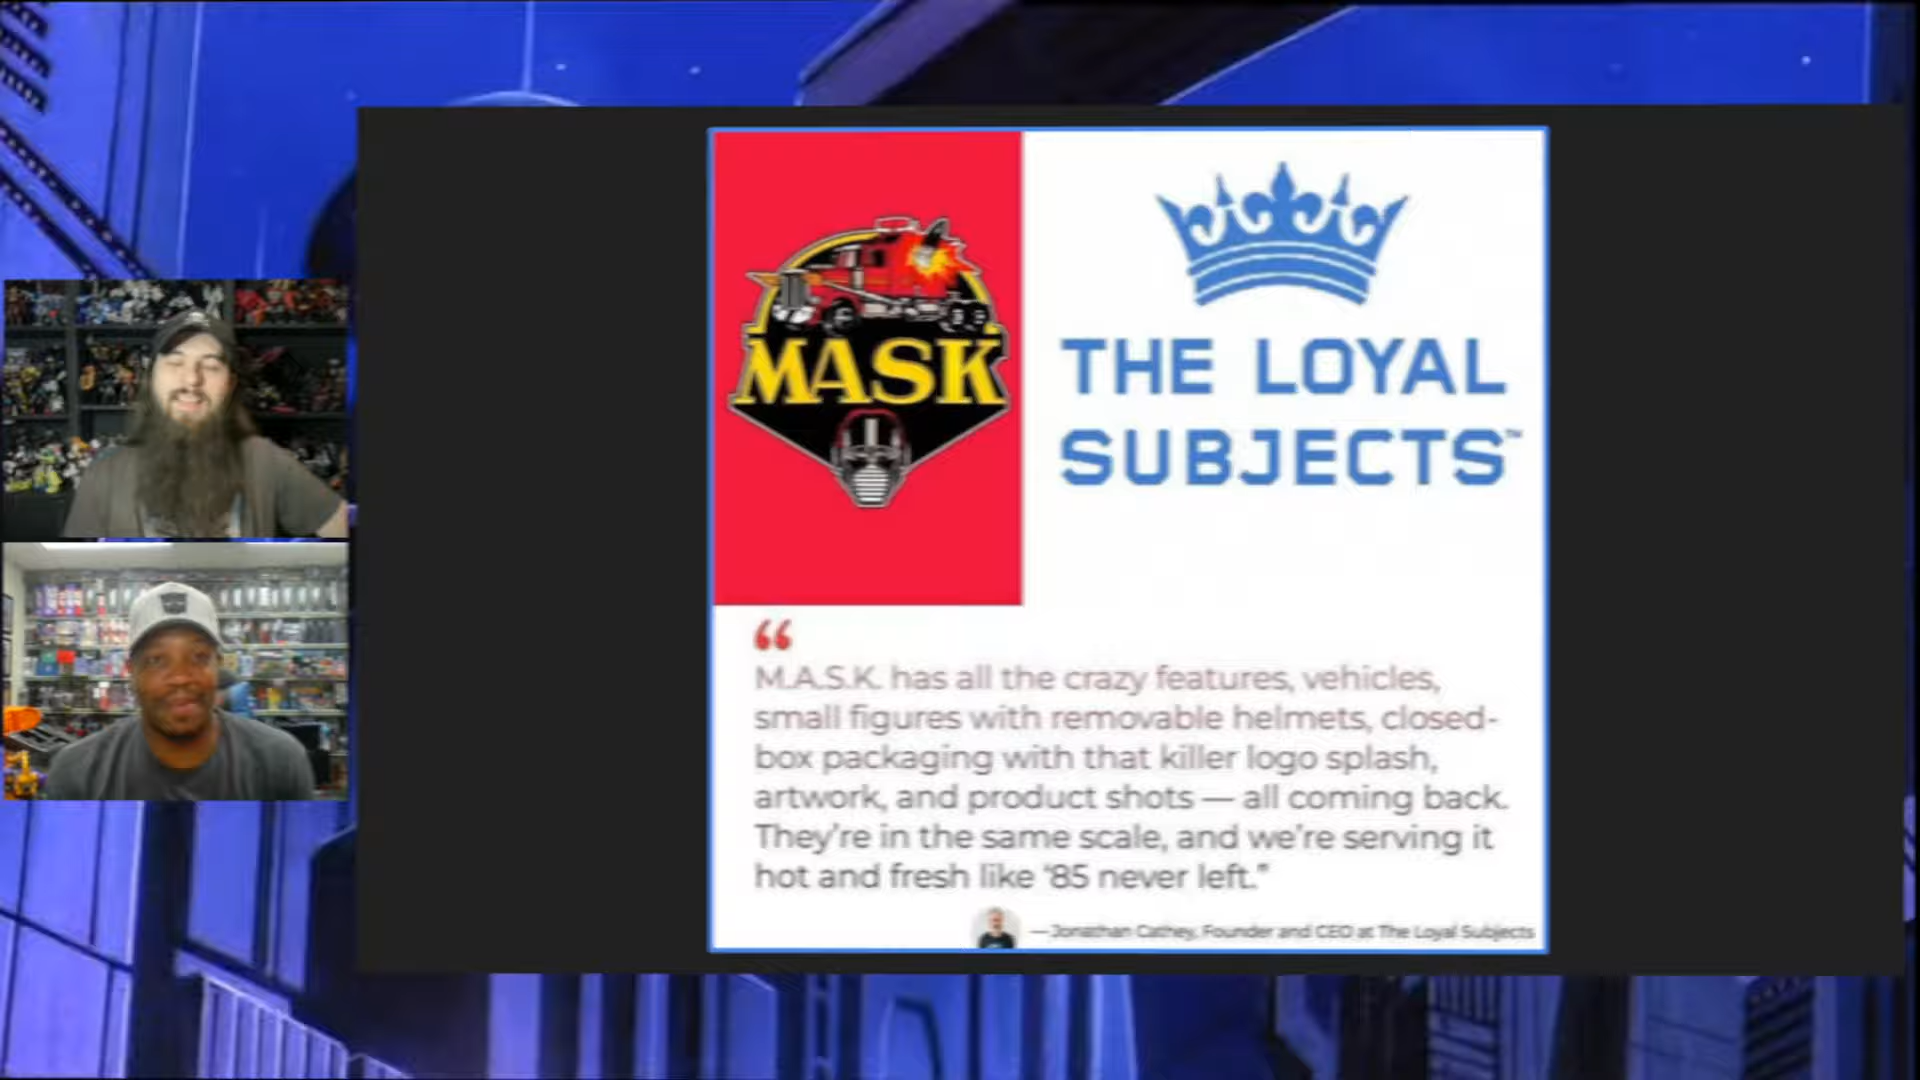 MASK
THE LOYAL
SUBJECTS™
“
M.A.S.K. has all the crazy features, vehicles,
small figures with removable helmets, closed-
box packaging with that killer logo splash,
artwork, and product shots — all coming back.
They're in the same scale, and we're serving it
hot and fresh like '85 never left.”
— Jonathan Cathey, Founder and CEO at The Loyal Subjects